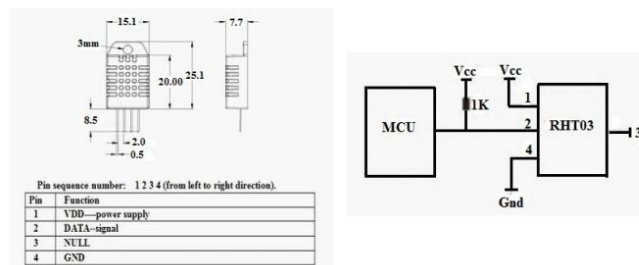 15.1
7.7
3mm
20.00
25.1
8.5
2.0
0.5
Pin sequence number: 1 2 3 4 (from left to right direction).
Pin Function
1 VDD----power supply
2 DATA--signal
3 NULL
4 GND
Vcc Vcc
1K
MCU
1
2
4
RHT03
3
Gnd